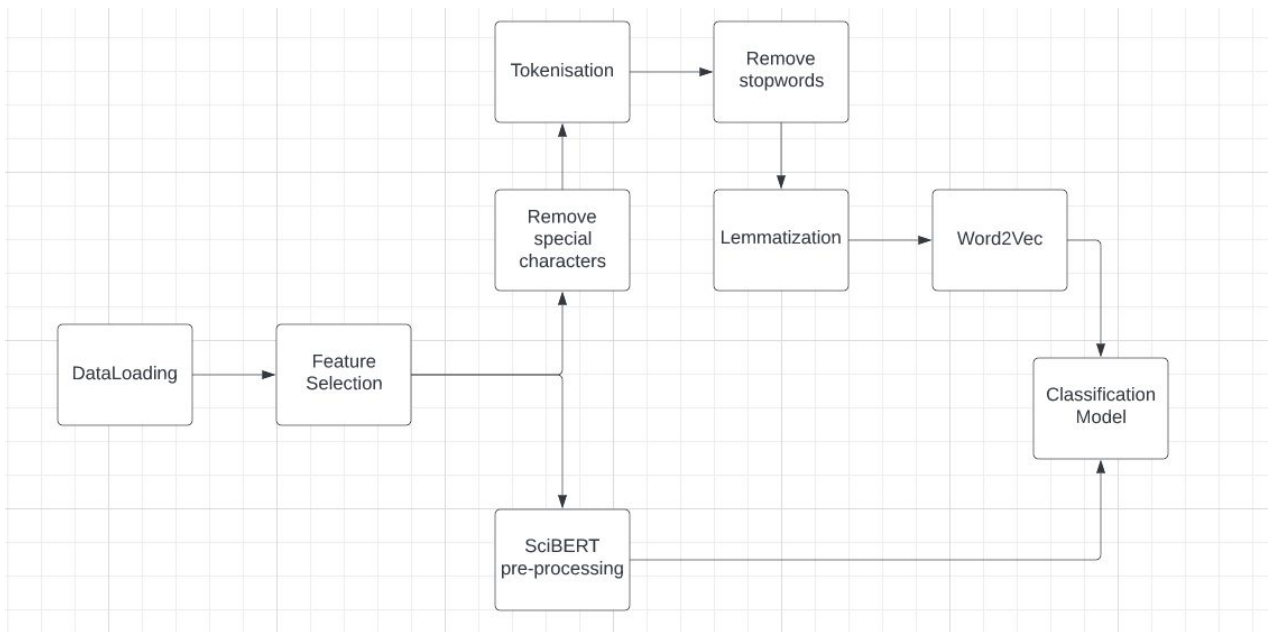 Tokenisation
Remove
stopwords
Remove
special
characters
Lemmatization
Word2Vec
DataLoading
Feature
Selection
Classification
Model
SciBERT
pre-processing